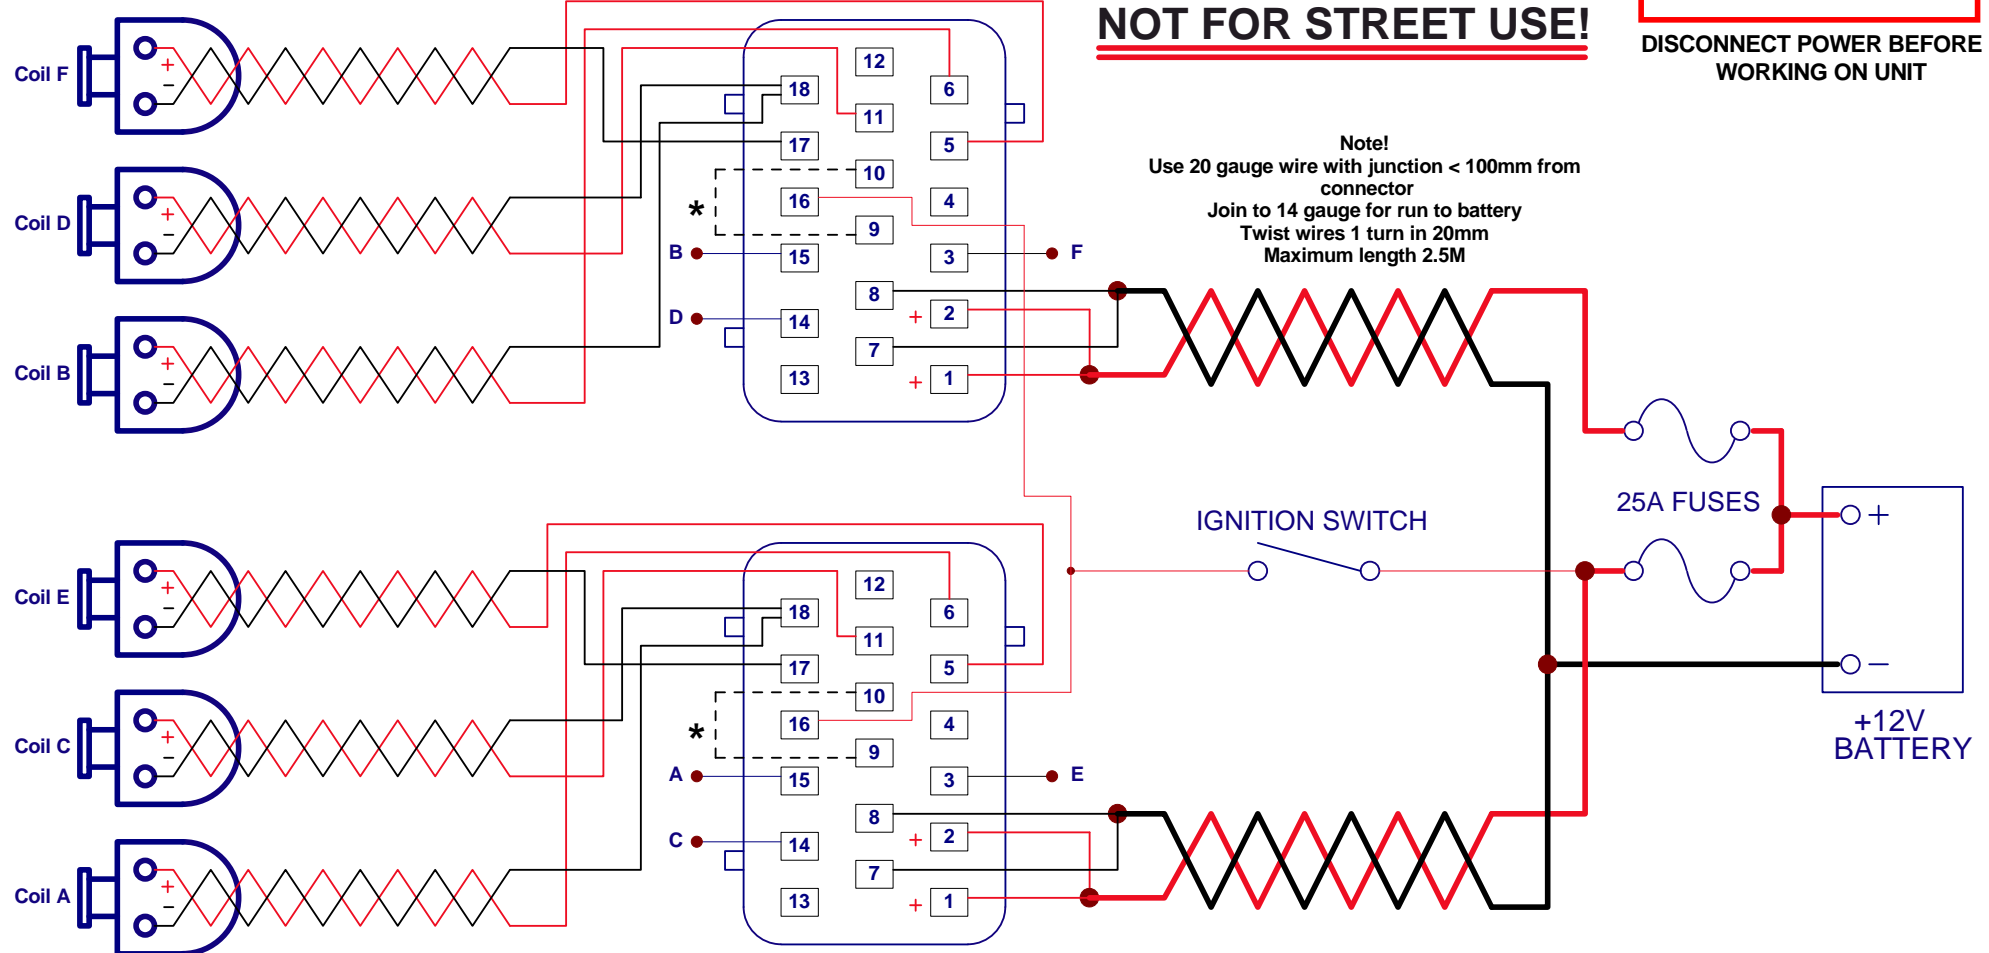 NOT FOR STREET USE!
DISCONNECT POWER BEFORE
WORKING ON UNIT
Note!
Use 20 gauge wire with junction < 100mm from
connector
Join to 14 gauge for run to battery
Twist wires 1 turn in 20mm
Maximum length 2.5M
Coil F
+
−
Coil D
+
−
Coil B
+
−
12
18
6
11
17
5
10
16
4
*
9
B
15
3
F
8
D
14
+ 2
7
13
+ 1
25A FUSES
IGNITION SWITCH
+
−
+12V
BATTERY
Coil E
+
−
Coil C
+
−
Coil A
+
−
12
18
6
11
17
5
10
16
4
*
9
A
15
3
E
8
C
14
+ 2
7
13
+ 1